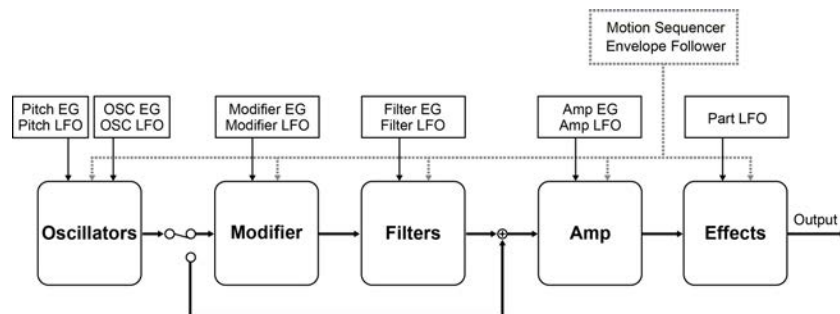 Motion Sequencer
Envelope Follower
Pitch EG
Pitch LFO
OSC EG
OSC LFO
Modifier EG
Modifier LFO
Filter EG
Filter LFO
Amp EG
Amp LFO
Part LFO
Oscillators
Modifier
Filters
Amp
Effects
Output